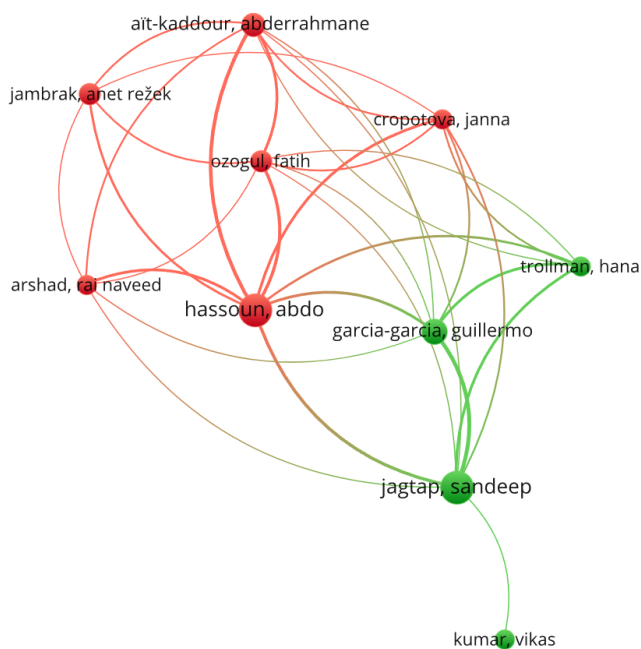 aït-kaddour, abderrahmane
jambrak, anet režek
cropotova, janna
ozogul, fatih
trollman, hana
arshad, rai naveed
hassoun, abdo
garcia-garcia, guillermo
jagtap, sandeep
kumar, vikas